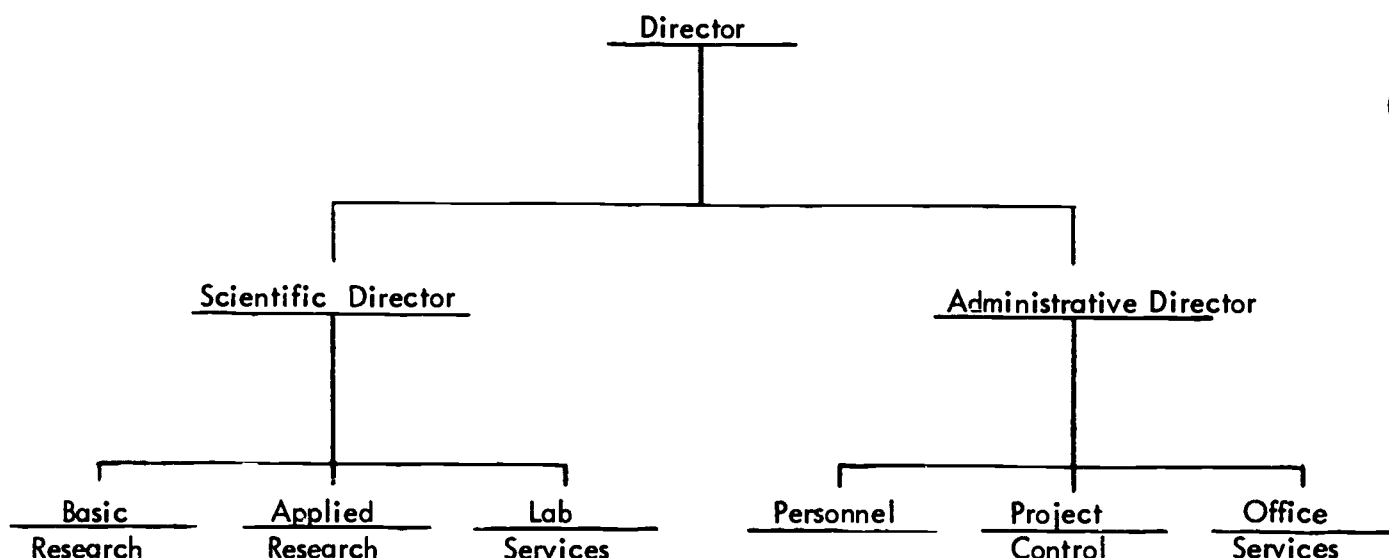 Director
Scientific Director
Administrative Director
Basic
Research
Applied
Research
Lab
Services
Personnel
Project
Control
Office
Services